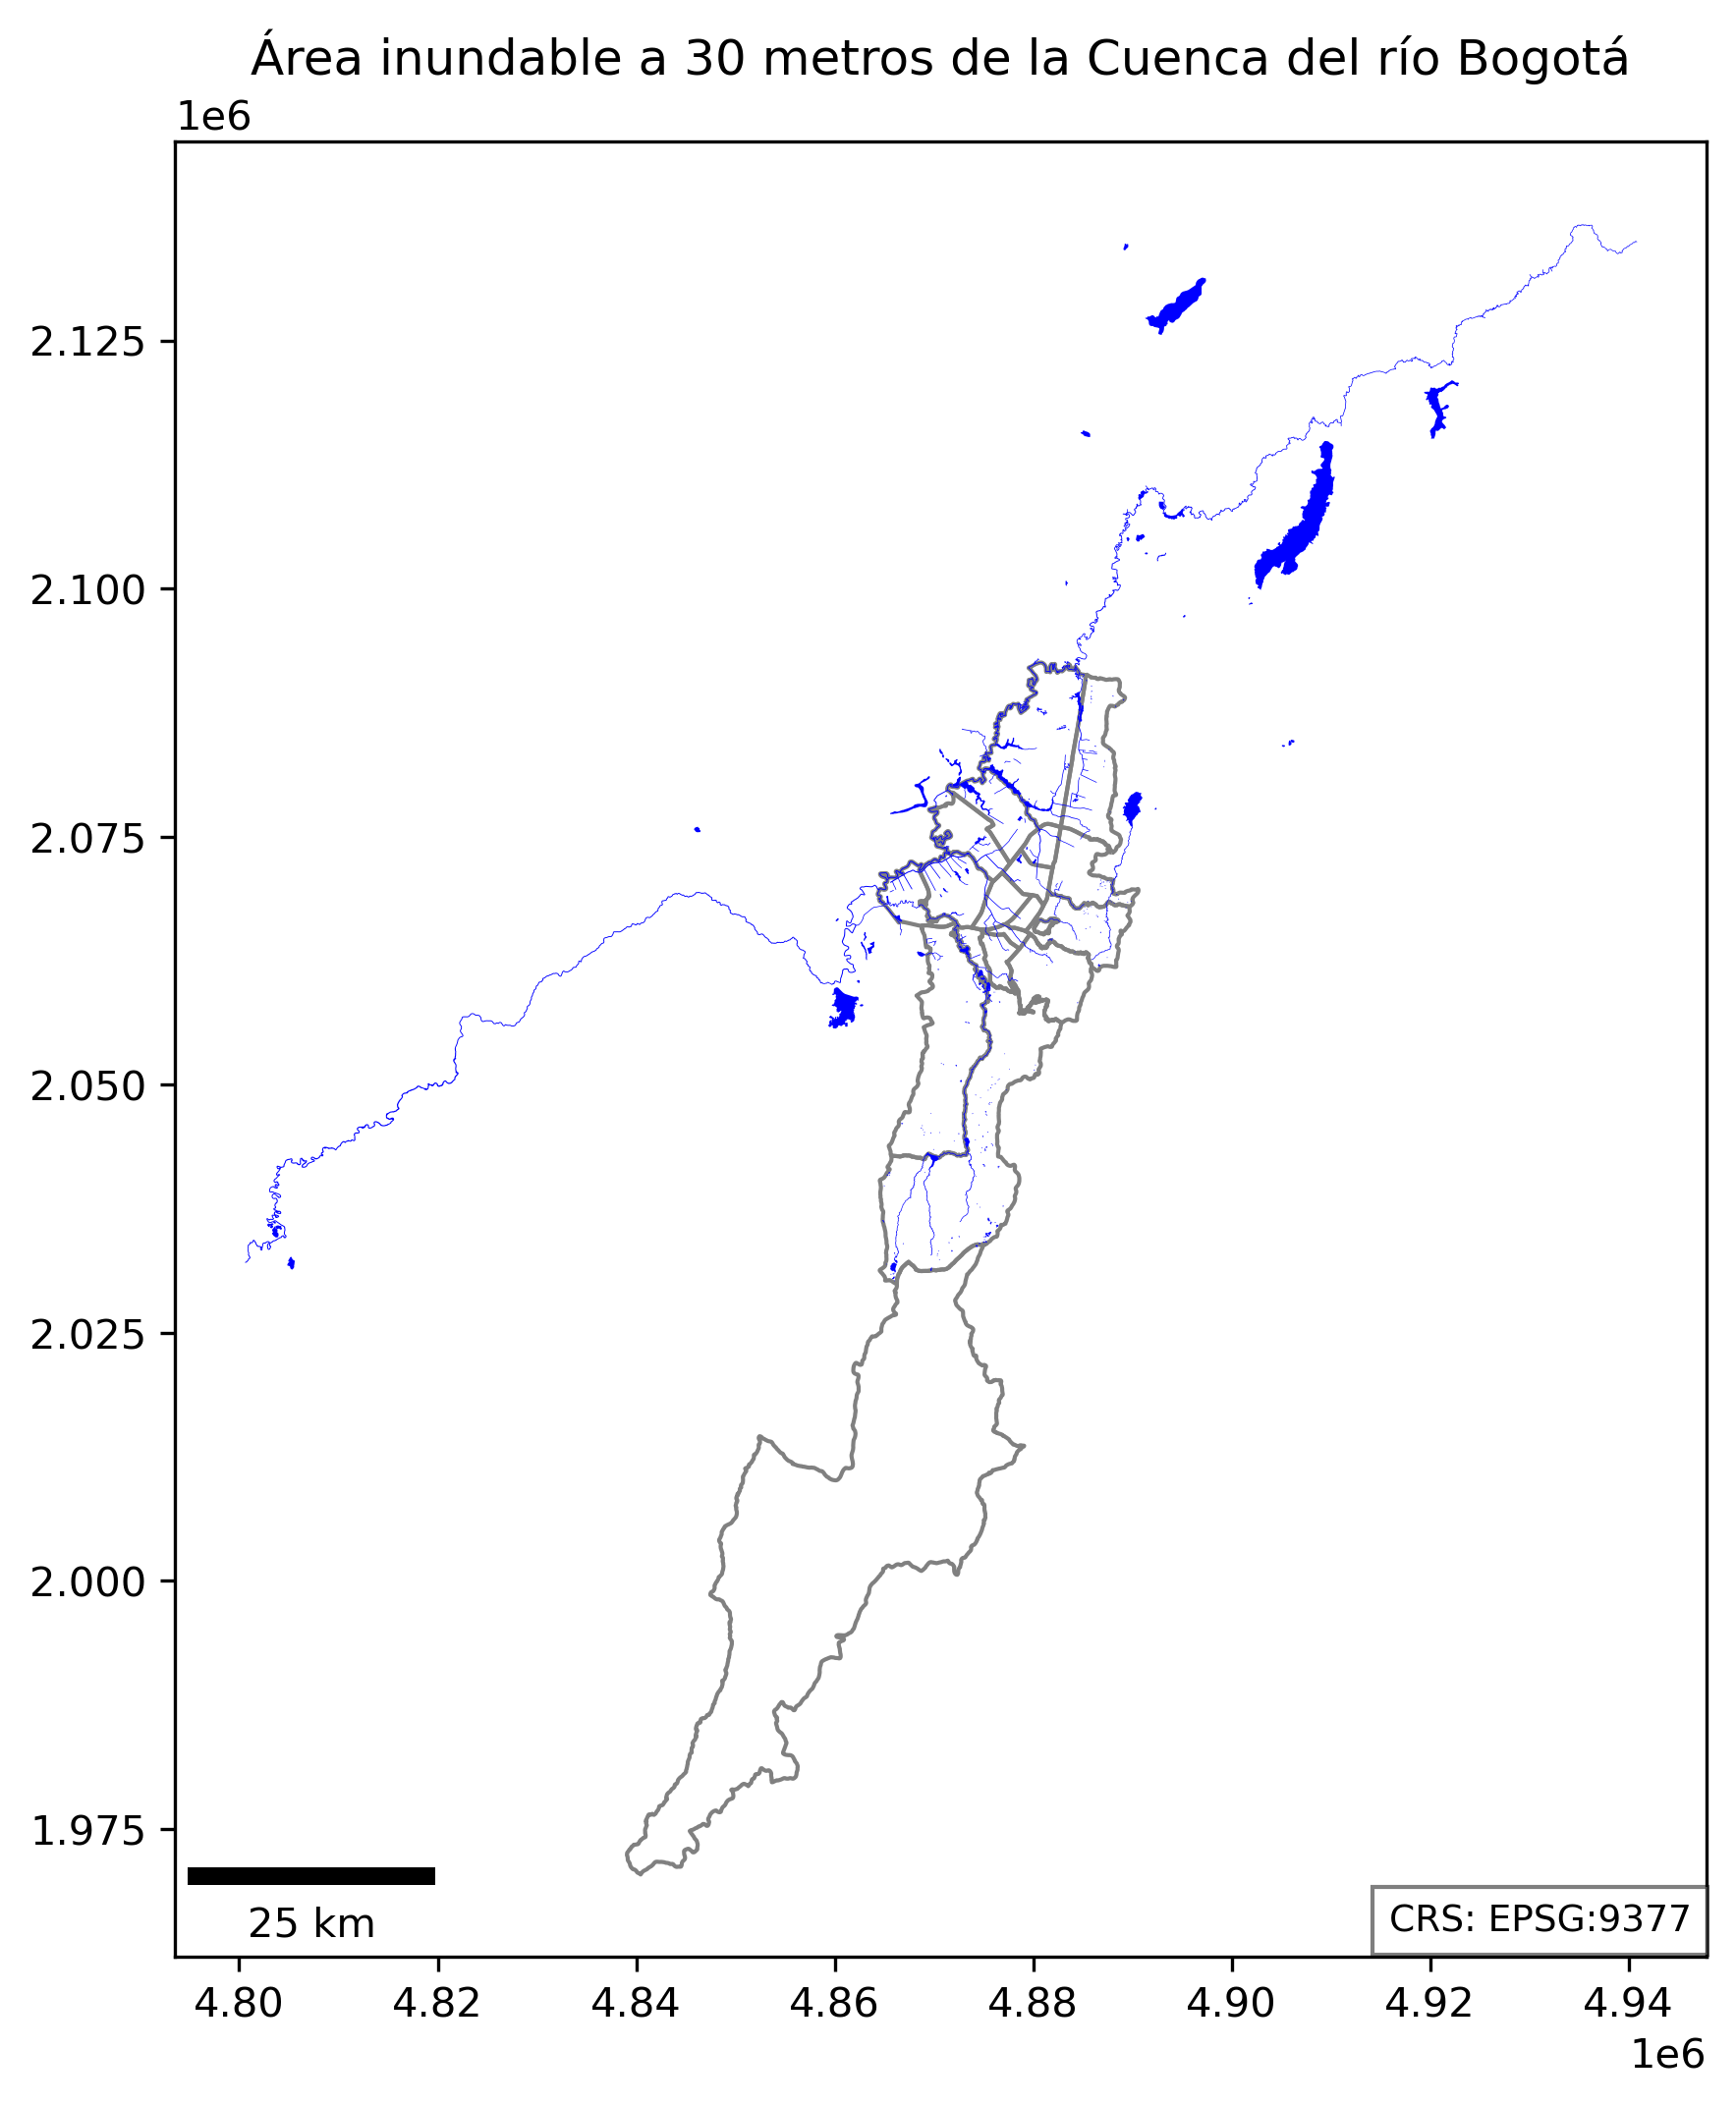 Área inundable a 30 metros de la Cuenca del río Bogotá
1e6
2.125
2.100
2.075
2.050
2.025
2.000
1.975
25 km
CRS: EPSG:9377
4.80 4.82 4.84 4.86 4.88 4.90 4.92 4.94
1e6